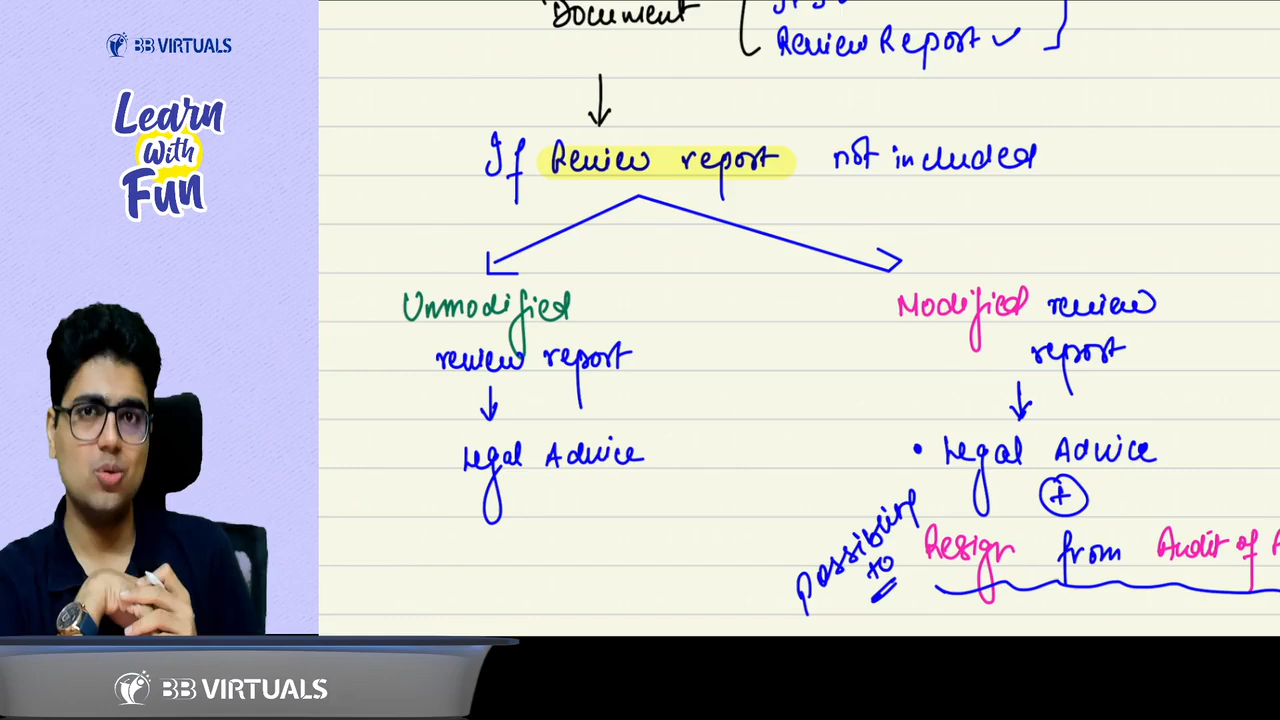 BB VIRTUALS
Learn
With
Fun
Document
Review Report ✓
If Review report not included
Unmodified
review report
Legal Advice
Modified review
report
• Legal Advice
+
possibility
to
Resign from Audit of
BB VIRTUALS